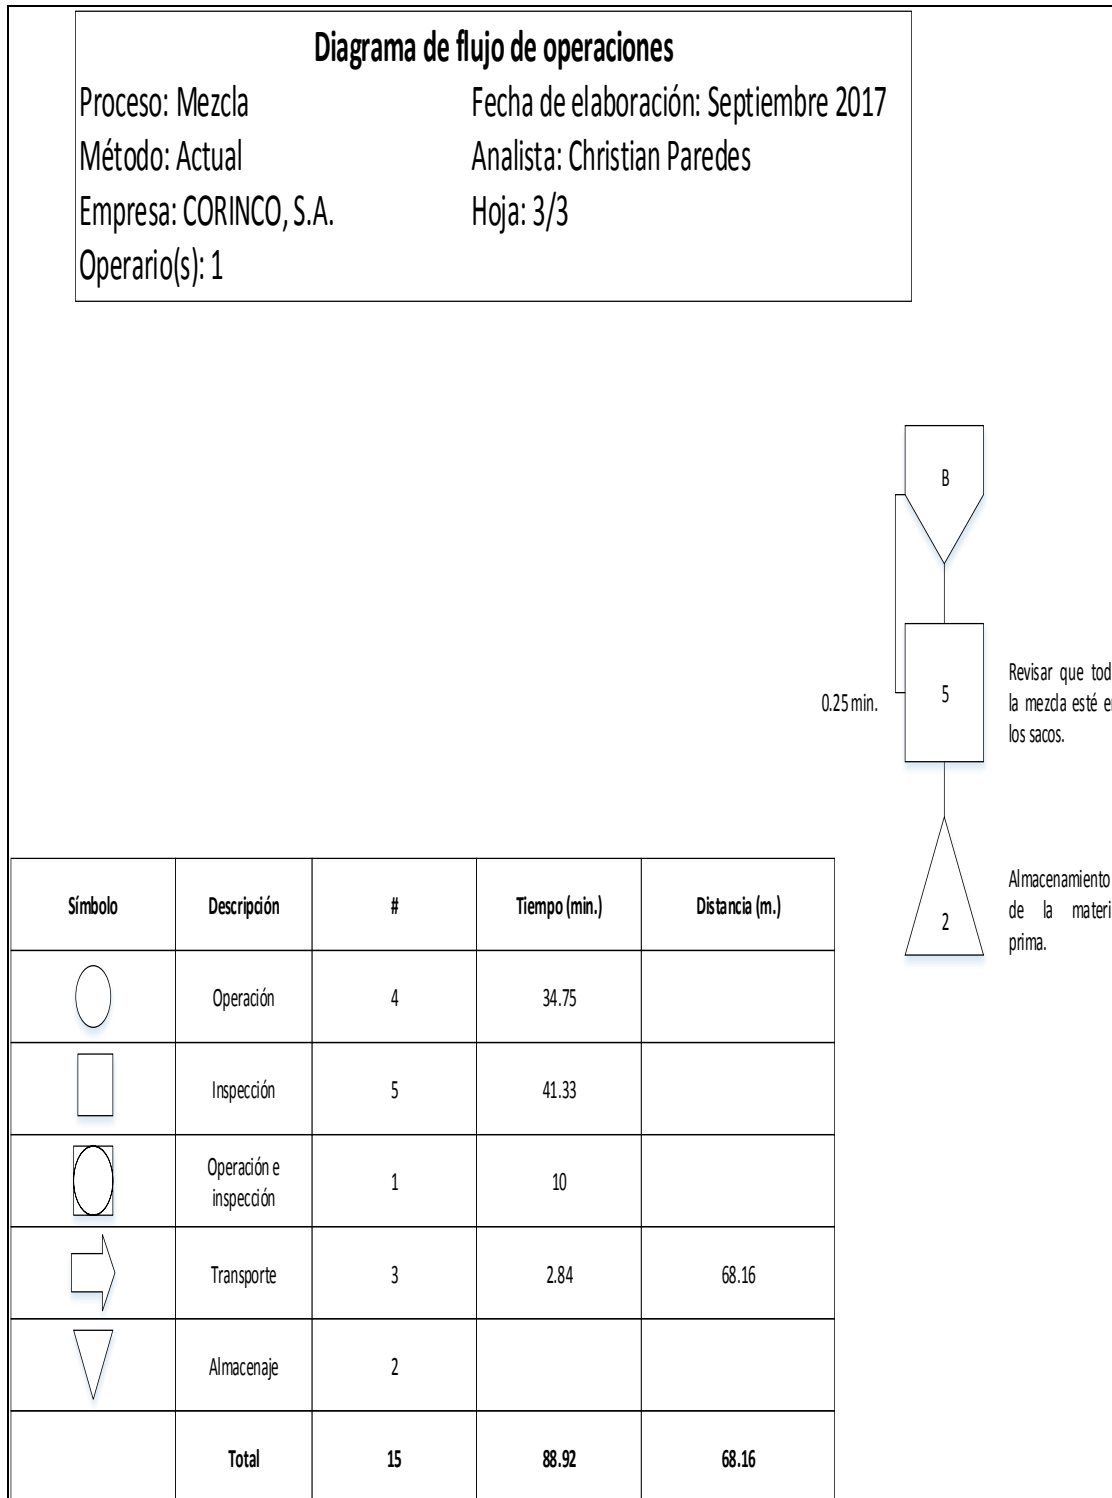 Diagrama de flujo de operaciones
Proceso: Mezcla Fecha de elaboración: Septiembre 2017
Método: Actual Analista: Christian Paredes
Empresa: CORINCO, S.A. Hoja: 3/3
Operario(s): 1
B
0.25 min.
5
Revisar que tod
la mezcla esté e
los sacos.
2
Almacenamiento
de la materi
prima.
Símbolo Descripción # Tiempo (min.) Distancia (m.)
Operación 4 34.75
Inspección 5 41.33
Operación e
inspección 1 10
Transporte 3 2.84 68.16
Almacenaje 2
Total 15 88.92 68.16